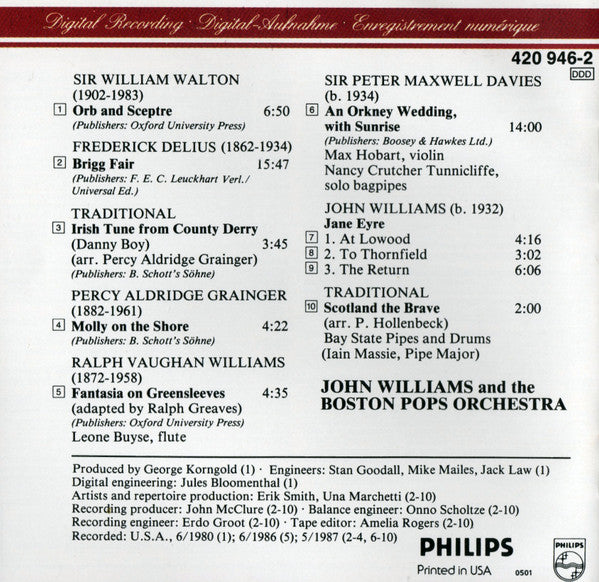 Digital Recording · Digital-Aufnahme · Enregistrement numérique
420 946-2
DDD
SIR WILLIAM WALTON
(1902-1983)
1 Orb and Sceptre 6:50
(Publishers: Oxford University Press)
FREDERICK DELIUS (1862-1934)
2 Brigg Fair 15:47
(Publishers: F. E. C. Leuckhart Verl./
Universal Ed.)
TRADITIONAL
3 Irish Tune from County Derry
(Danny Boy) 3:45
(arr. Percy Aldridge Grainger)
(Publishers: B. Schott's Söhne)
PERCY ALDRIDGE GRAINGER
(1882-1961)
4 Molly on the Shore 4:22
(Publishers: B. Schott's Söhne)
RALPH VAUGHAN WILLIAMS
(1872-1958)
5 Fantasia on Greensleeves 4:35
(adapted by Ralph Greaves)
(Publishers: Oxford University Press)
Leone Buyse, flute
SIR PETER MAXWELL DAVIES
(b. 1934)
6 An Orkney Wedding,
with Sunrise 14:00
(Publishers: Boosey & Hawkes Ltd.)
Max Hobart, violin
Nancy Crutcher Tunnicliffe,
solo bagpipes
JOHN WILLIAMS (b. 1932)
Jane Eyre
7 1. At Lowood 4:16
8 2. To Thornfield 3:02
9 3. The Return 6:06
TRADITIONAL
10 Scotland the Brave 2:00
(arr. P. Hollenbeck)
Bay State Pipes and Drums
(Iain Massie, Pipe Major)
JOHN WILLIAMS and the
BOSTON POPS ORCHESTRA
Produced by George Korngold (1) · Engineers: Stan Goodall, Mike Mailes, Jack Law (1)
Digital engineering: Jules Bloomenthal (1)
Artists and repertoire production: Erik Smith, Una Marchetti (2-10)
Recording producer: John McClure (2-10) · Balance engineer: Onno Scholtze (2-10)
Recording engineer: Erdo Groot (2-10) · Tape editor: Amelia Rogers (2-10)
Recorded: U.S.A., 6/1980 (1); 6/1986 (5); 5/1987 (2-4, 6-10)
PHILIPS
Printed in USA 0501
PHILIPS